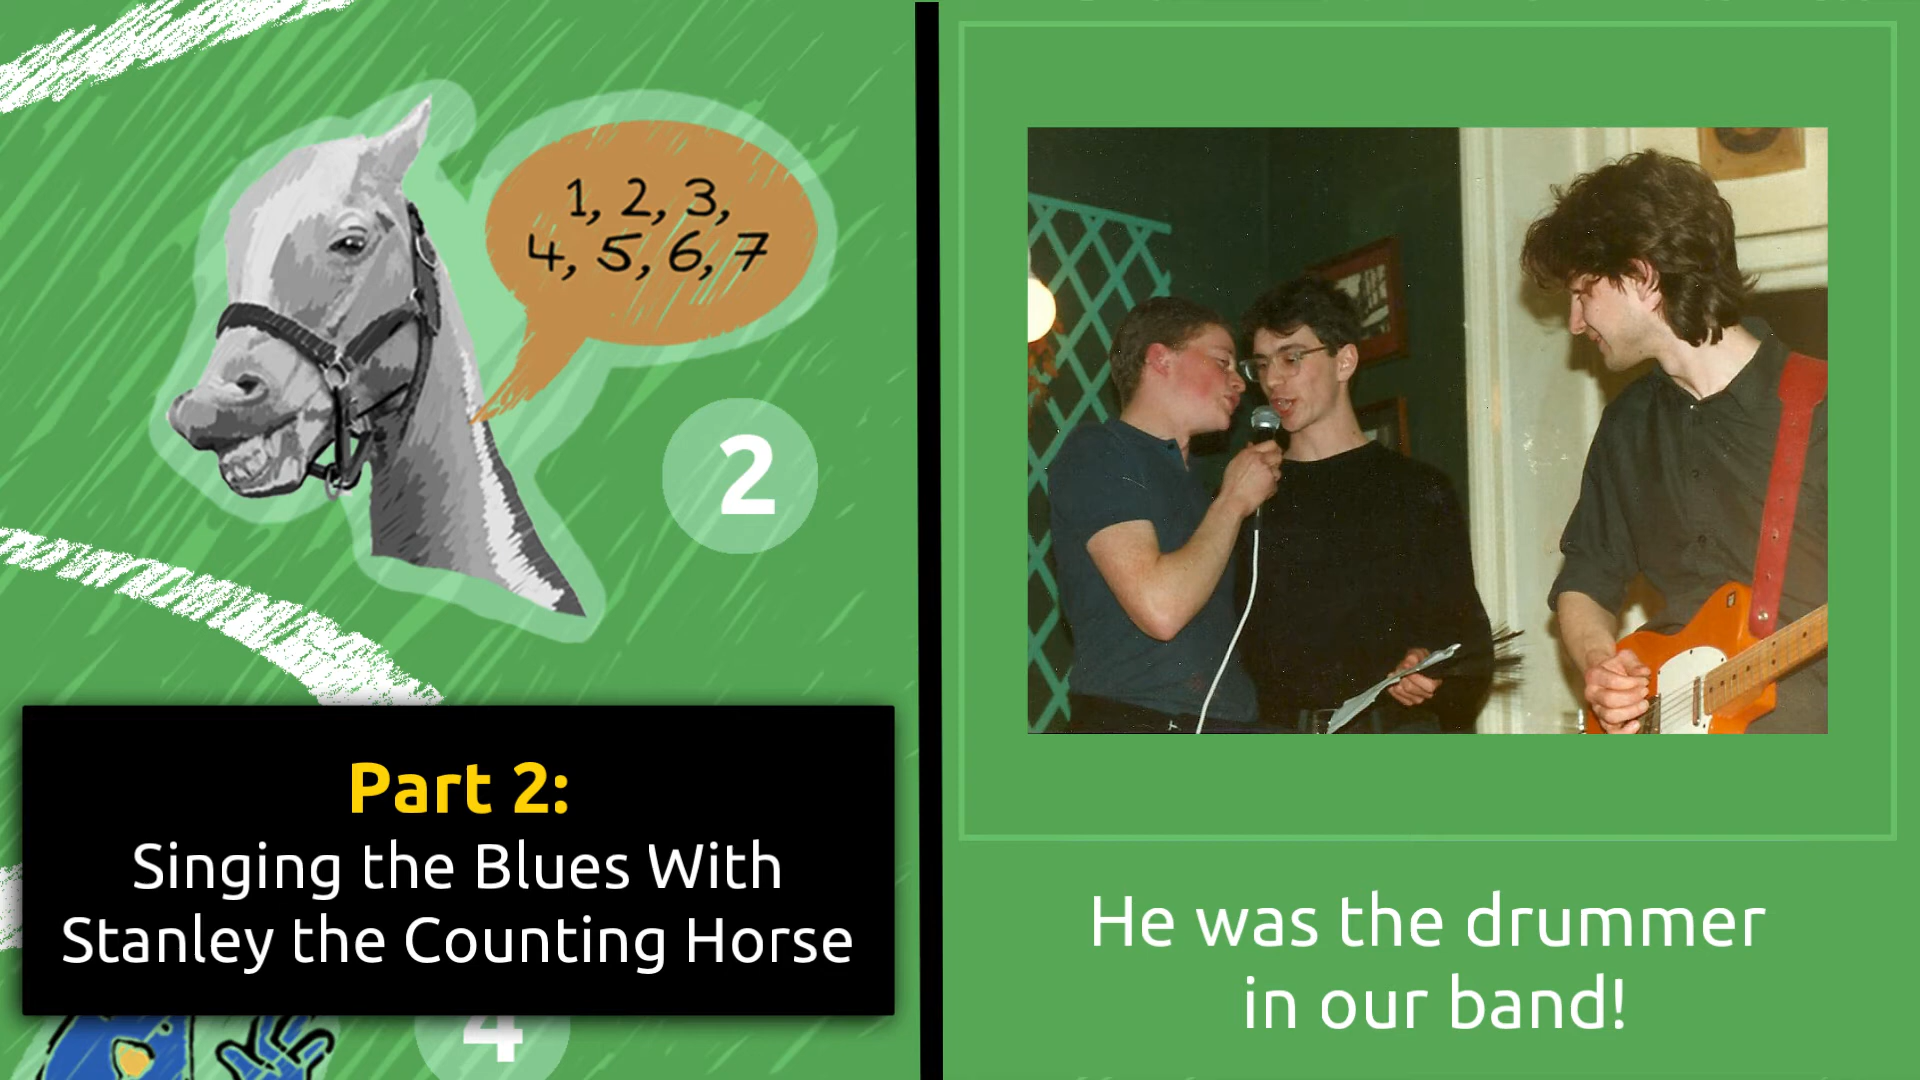 1, 2, 3,
4, 5, 6, 7
2
Part 2:
Singing the Blues With
Stanley the Counting Horse
4
He was the drummer
in our band!